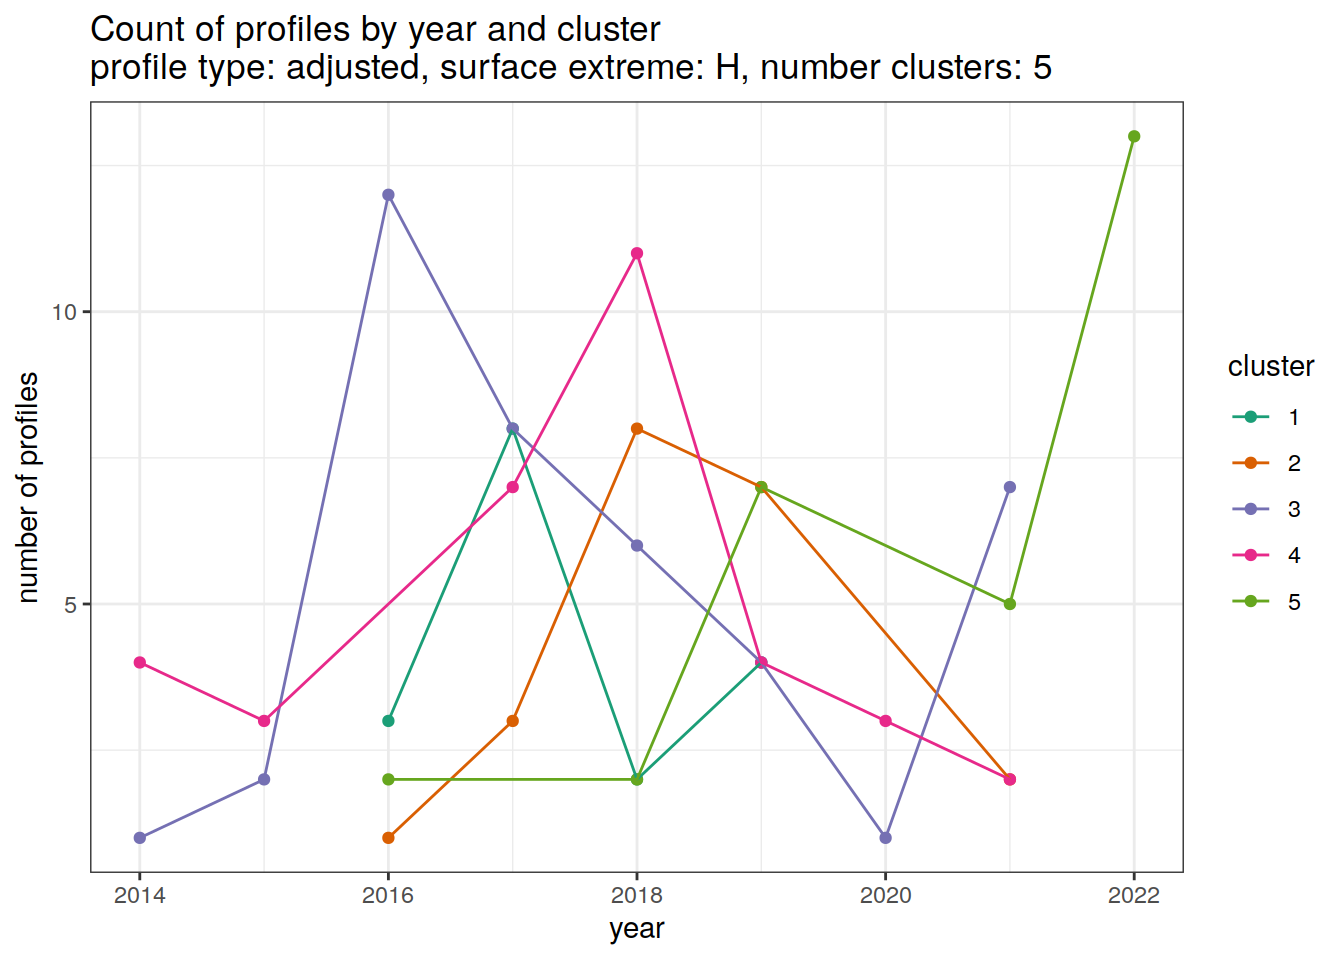 Count of profiles by year and cluster
profile type: adjusted, surface extreme: H, number clusters: 5
number of profiles
10
5
2014
2016
2018
2020
2022
year
cluster
1
2
3
4
5